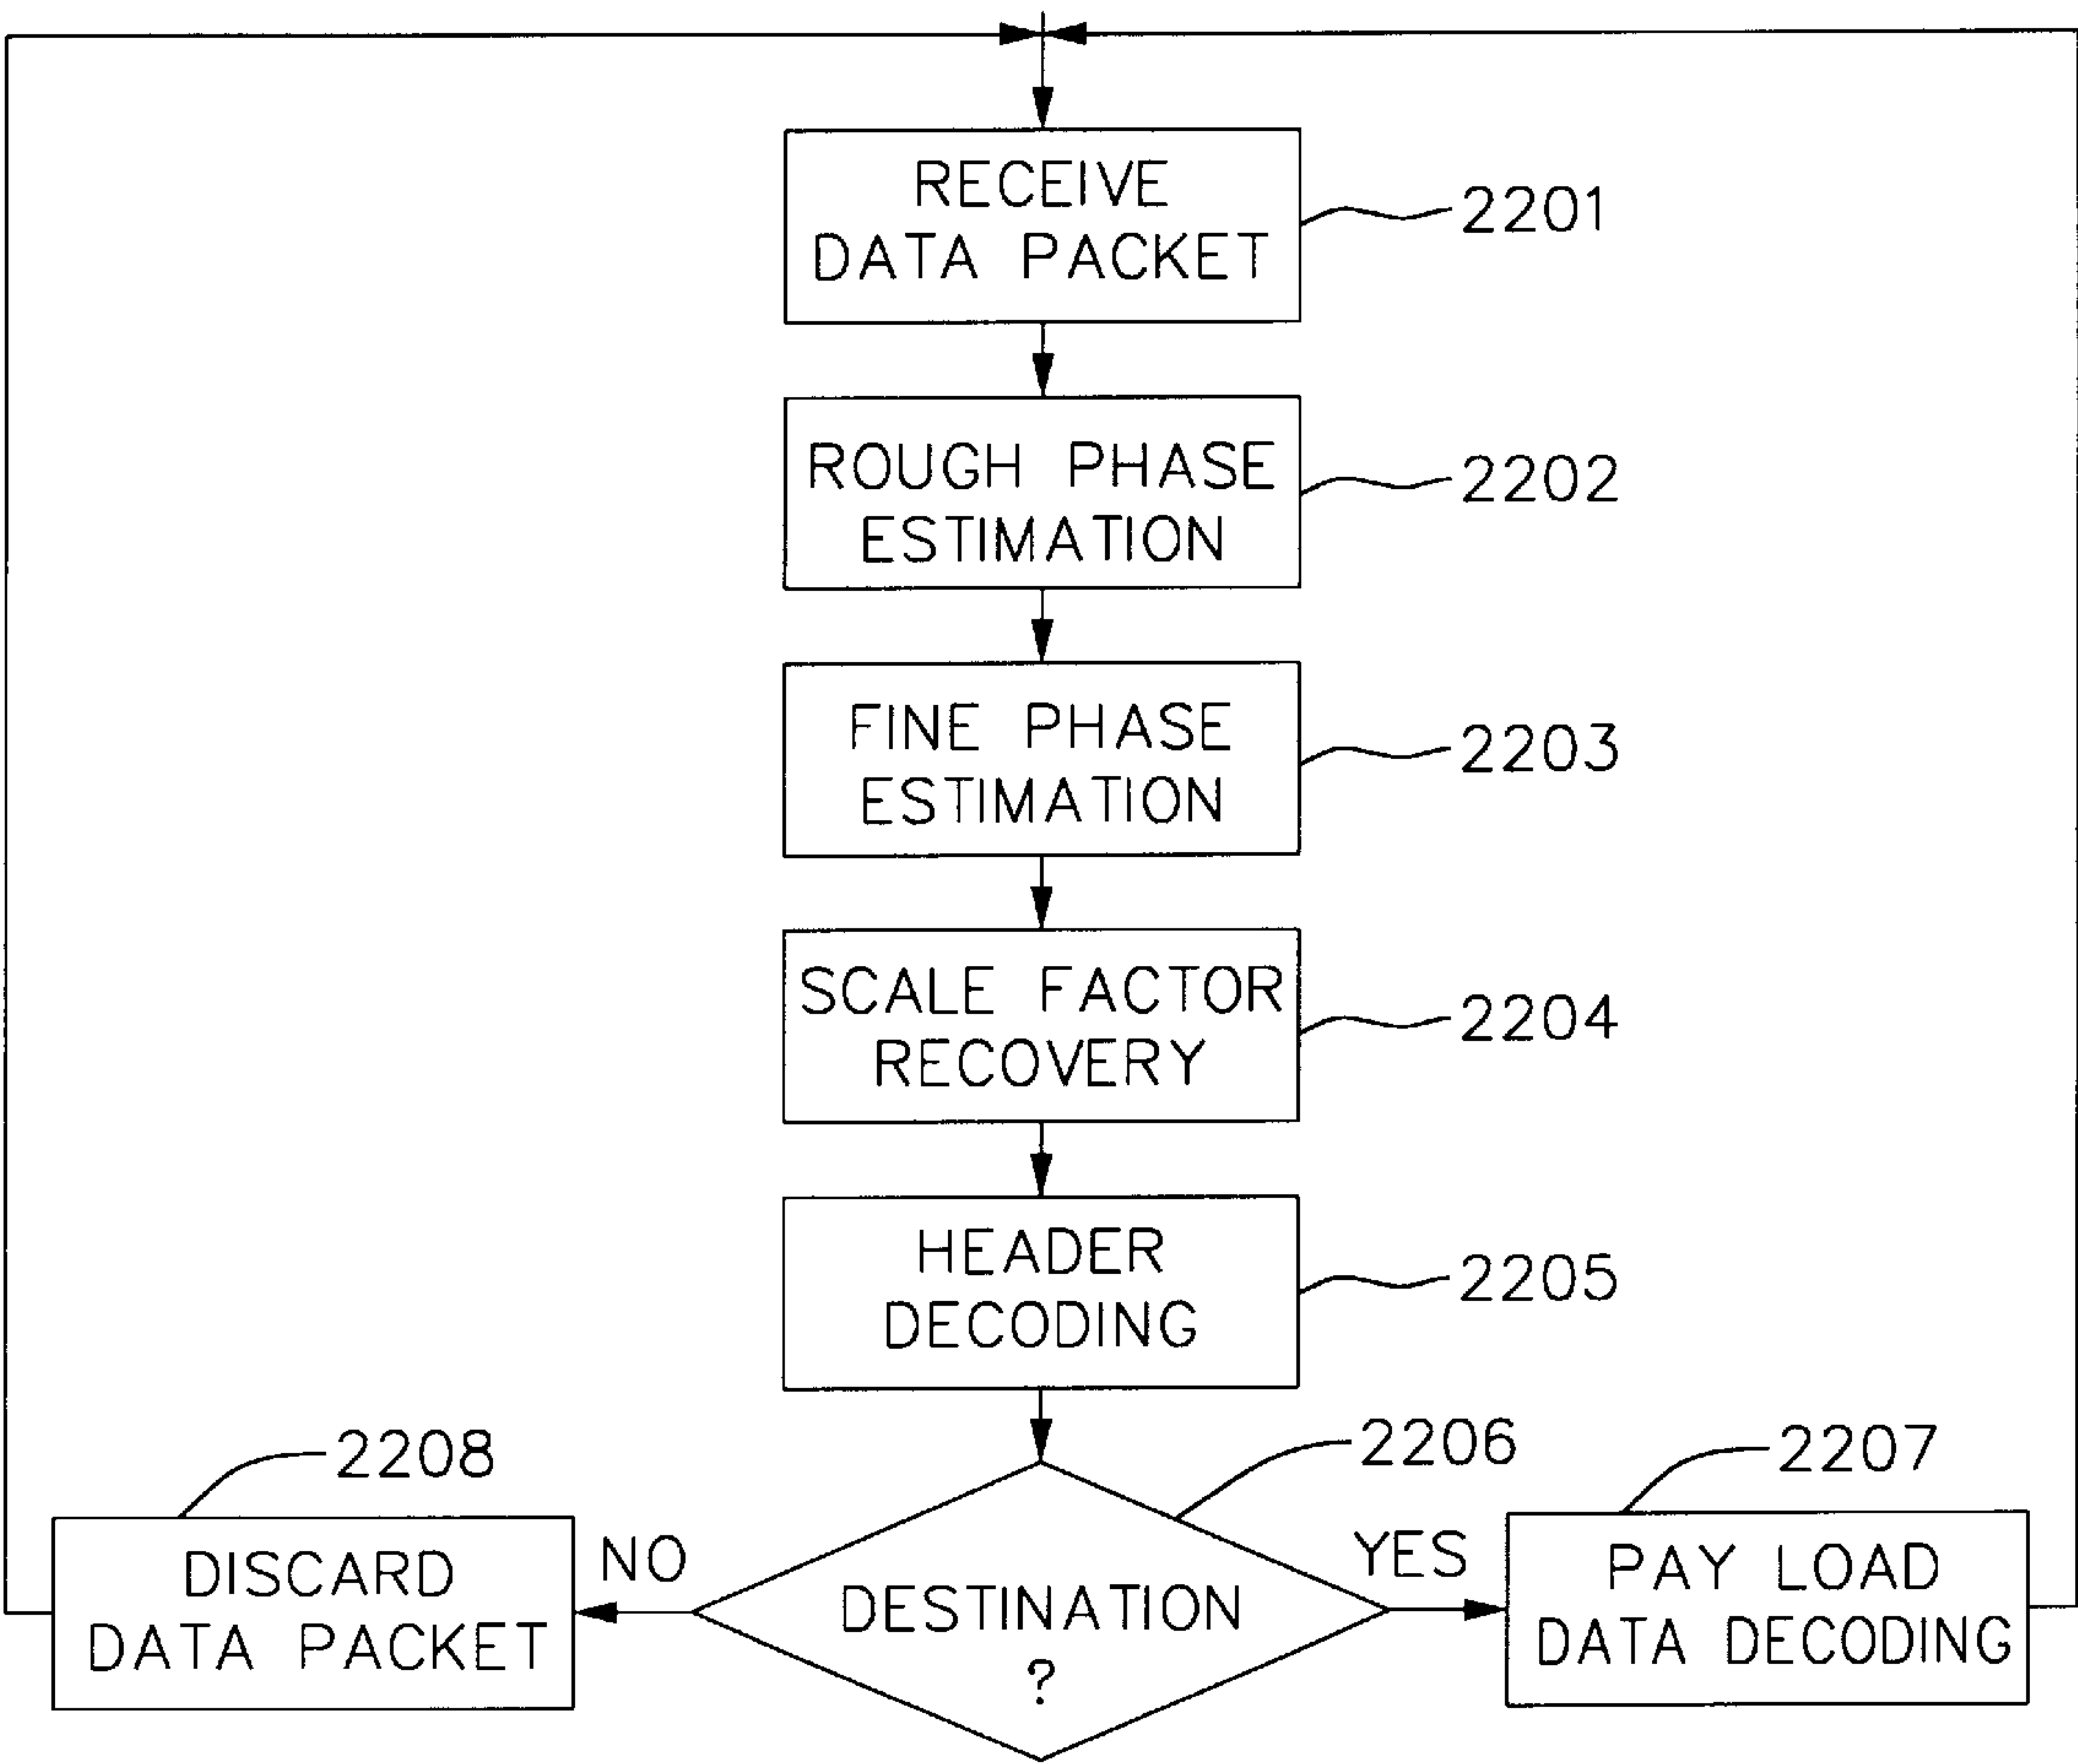 RECEIVE
DATA PACKET
2201
ROUGH PHASE
ESTIMATION
2202
FINE PHASE
ESTIMATION
2203
SCALE FACTOR
RECOVERY
2204
HEADER
DECODING
2205
2208
2206
2207
DISCARD
DATA PACKET
NO
DESTINATION
?
YES
PAY LOAD
DATA DECODING